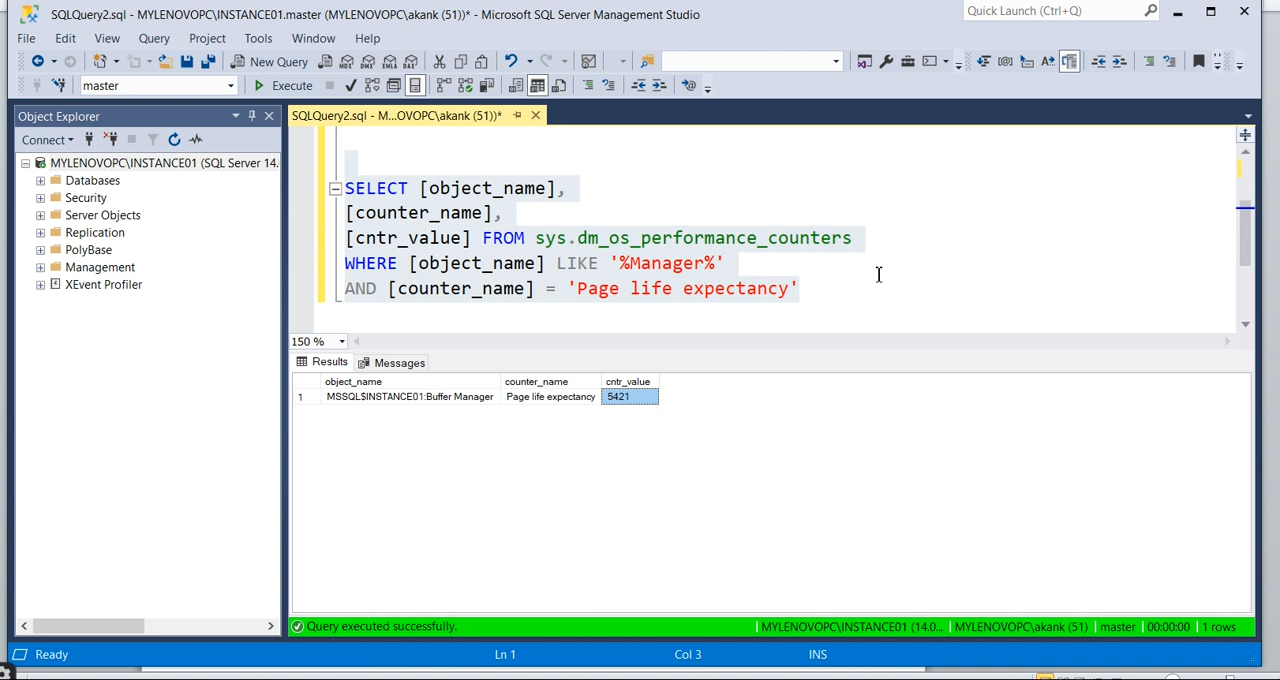 SQLQuery2.sql - MYLENOVOPC\INSTANCE01.master (MYLENOVOPC\akank (51))* - Microsoft SQL Server Management Studio
Quick Launch (Ctrl+Q)
File Edit View Query Project Tools Window Help
New Query
master
Execute
Object Explorer
SQLQuery2.sql - M...OVOPC\akank (51))*
Connect
MYLENOVOPC\INSTANCE01 (SQL Server 14.
Databases
Security
Server Objects
Replication
PolyBase
Management
XEvent Profiler
SELECT [object_name],
[counter_name],
[cntr_value] FROM sys.dm_os_performance_counters
WHERE [object_name] LIKE '%Manager%'
AND [counter_name] = 'Page life expectancy'
150 %
Results Messages
object_name counter_name cntr_value
1 MSSQL$INSTANCE01:Buffer Manager Page life expectancy 5421
Query executed successfully.
MYLENOVOPC\INSTANCE01 (14.0... MYLENOVOPC\akank (51) master 00:00:00 1 rows
Ready Ln 1 Col 3 INS